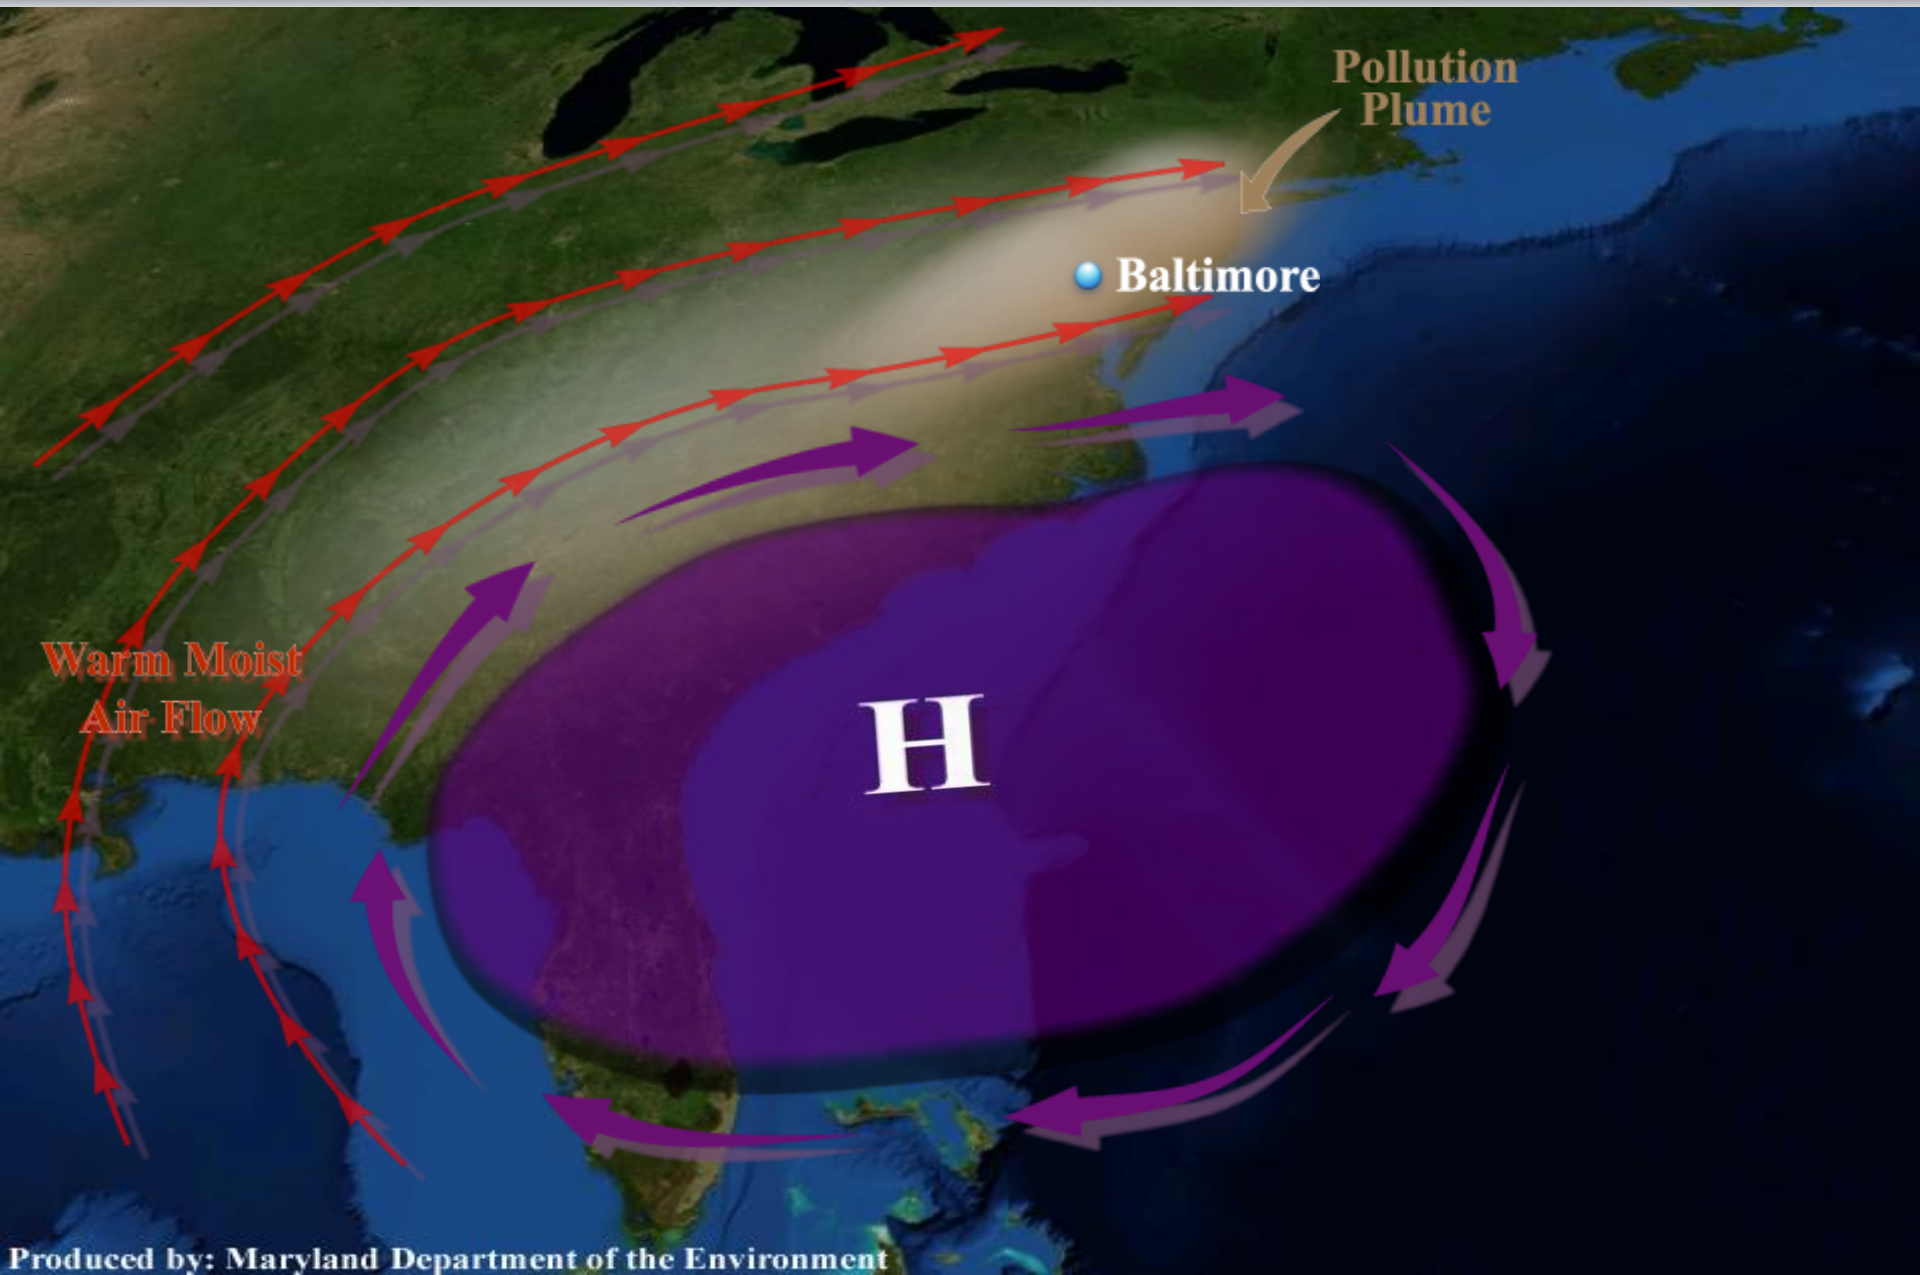 Pollution
Plume
Baltimore
Warm Moist
Air Flow
H
Produced by: Maryland Department of the Environment